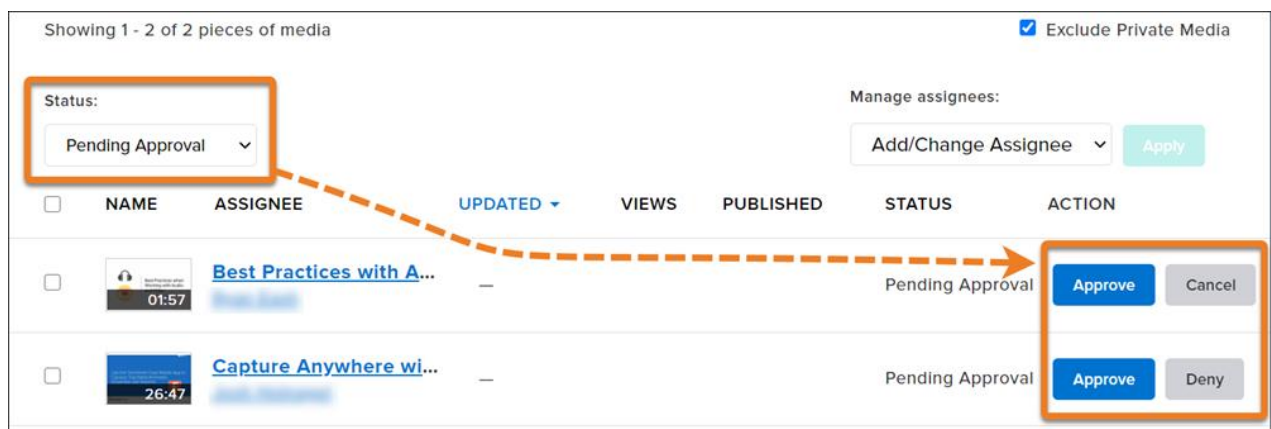 Showing 1 - 2 of 2 pieces of media
Exclude Private Media
Status:
Manage assignees:
Pending Approval
Add/Change Assignee
Apply
NAME ASSIGNEE UPDATED VIEWS PUBLISHED STATUS ACTION
Best Practices with A...
01:57
— Pending Approval Approve Cancel
Capture Anywhere wi...
26:47
— Pending Approval Approve Deny